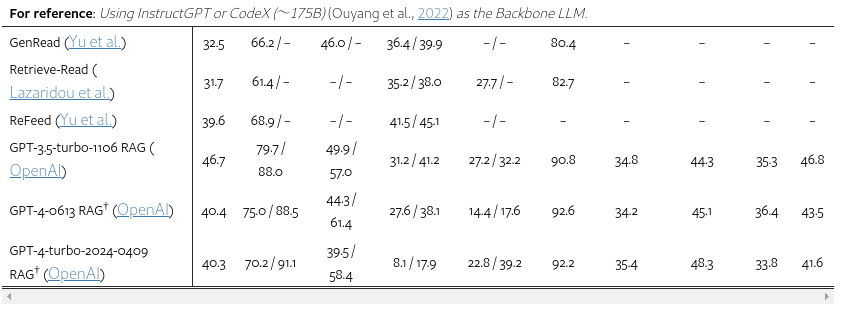 For reference: Using InstructGPT or CodeX (∼175B) (Ouyang et al., 2022) as the Backbone LLM.
GenRead (Yu et al.) 32.5 66.2 / – 46.0 / – 36.4 / 39.9 – / – 80.4 – – – –
Retrieve-Read (
Lazaridou et al.) 31.7 61.4 / – – / – 35.2 / 38.0 27.7 / – 82.7 – – – –
ReFeed (Yu et al.) 39.6 68.9 / – – / – 41.5 / 45.1 – / – – – – – –
GPT-3.5-turbo-1106 RAG (
OpenAI) 46.7 79.7 / 88.0 49.9 / 57.0 31.2 / 41.2 27.2 / 32.2 90.8 34.8 44.3 35.3 46.8
GPT-4-0613 RAG† (OpenAI) 40.4 75.0 / 88.5 44.3 / 61.4 27.6 / 38.1 14.4 / 17.6 92.6 34.2 45.1 36.4 43.5
GPT-4-turbo-2024-0409
RAG† (OpenAI) 40.3 70.2 / 91.1 39.5 / 58.4 8.1 / 17.9 22.8 / 39.2 92.2 35.4 48.3 33.8 41.6